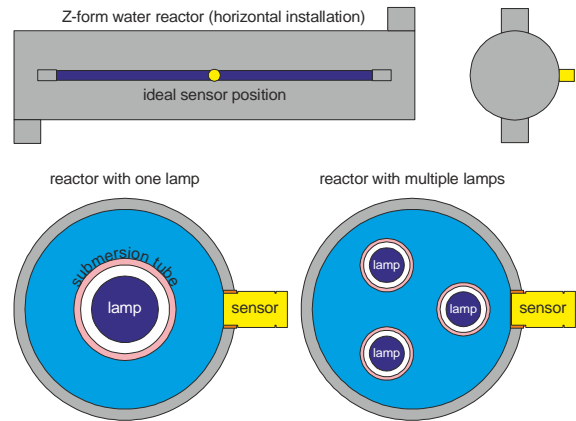 Z-form water reactor (horizontal installation)
ideal sensor position
reactor with one lamp
reactor with multiple lamps
submersion tube
lamp
sensor
lamp
lamp
sensor
lamp